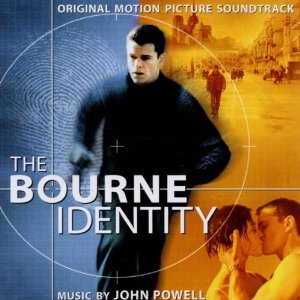 ORIGINAL MOTION PICTURE SOUNDTRACK
THE
BOURNE
IDENTITY
MUSIC BY JOHN POWELL